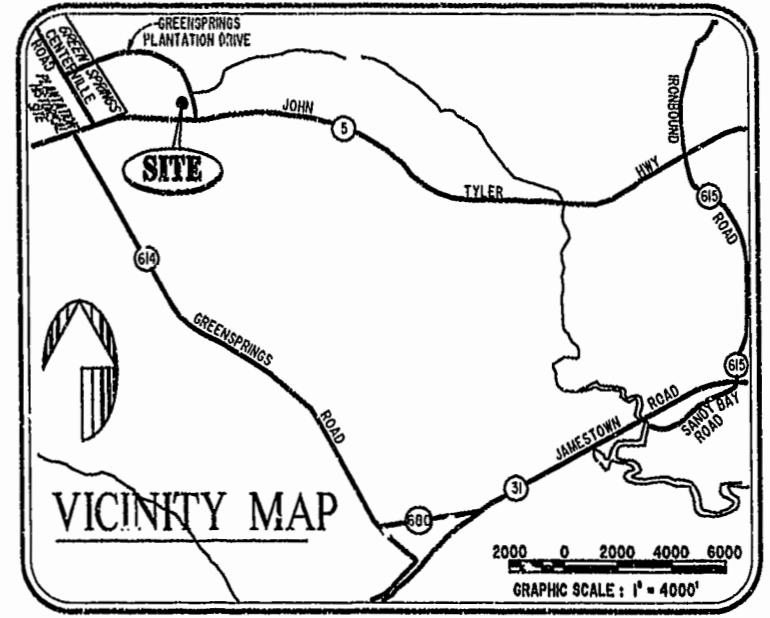 GREENSPRINGS
PLANTATION DRIVE
GREEN SPRINGS
CENTERVILLE
ROAD
PLANTATION
SITE
JOHN
5
SITE
TYLER
HWY
IRONBOUND
615
ROAD
614
GREENSPRINGS
ROAD
615
JAMESTOWN
ROAD
SANDY BAY
ROAD
31
680
VICINITY MAP
2000 0 2000 4000 6000
GRAPHIC SCALE : 1" = 4000'